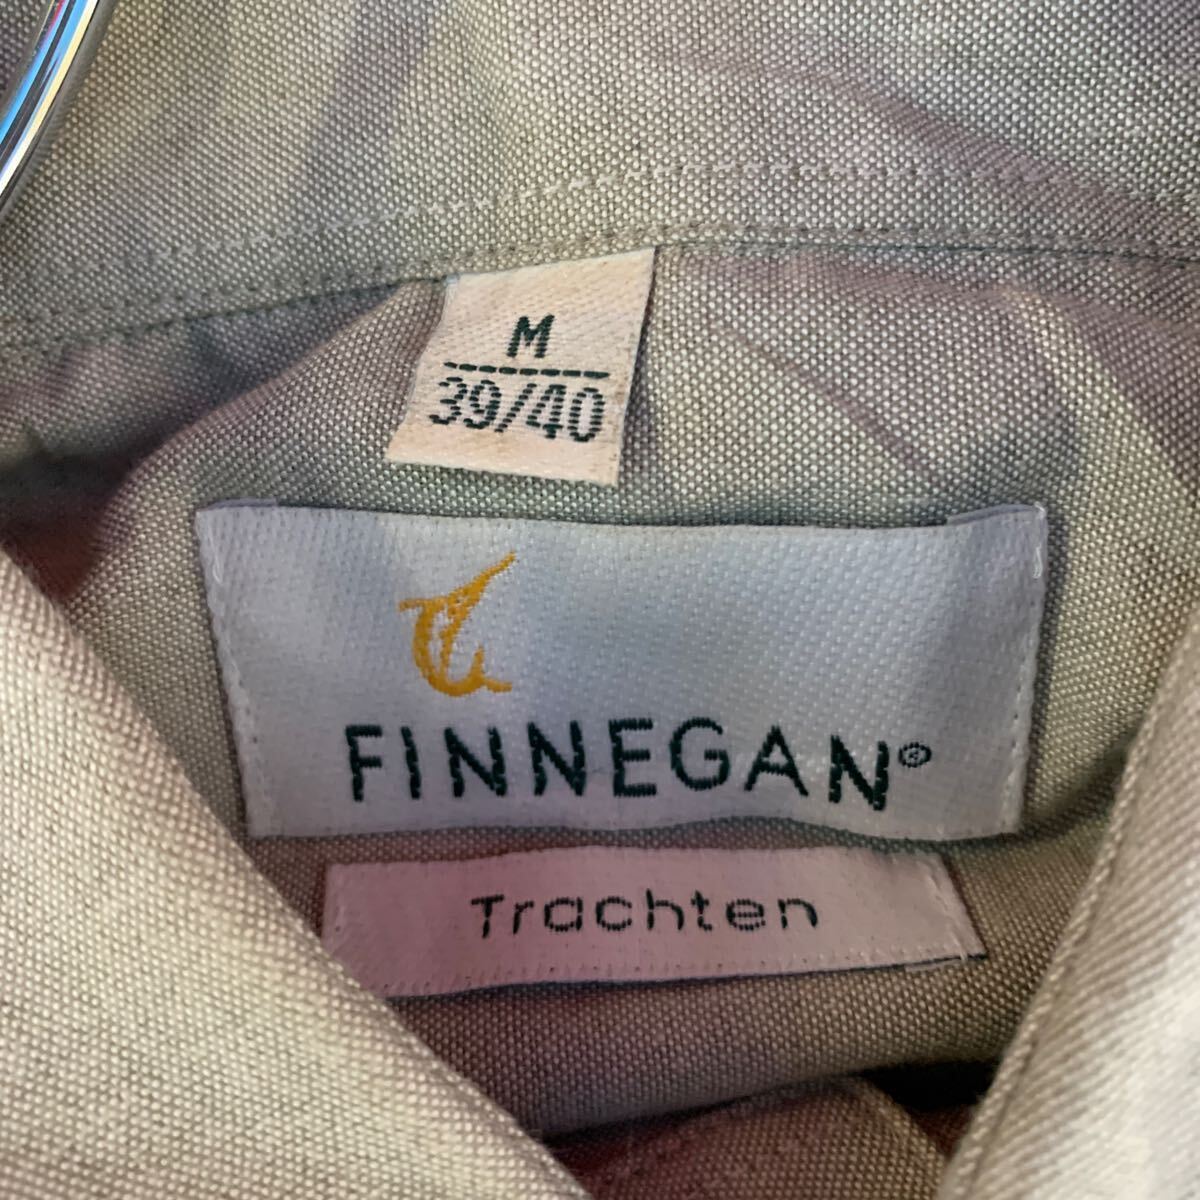 M
39/40
FINNEGAN®
Trachten